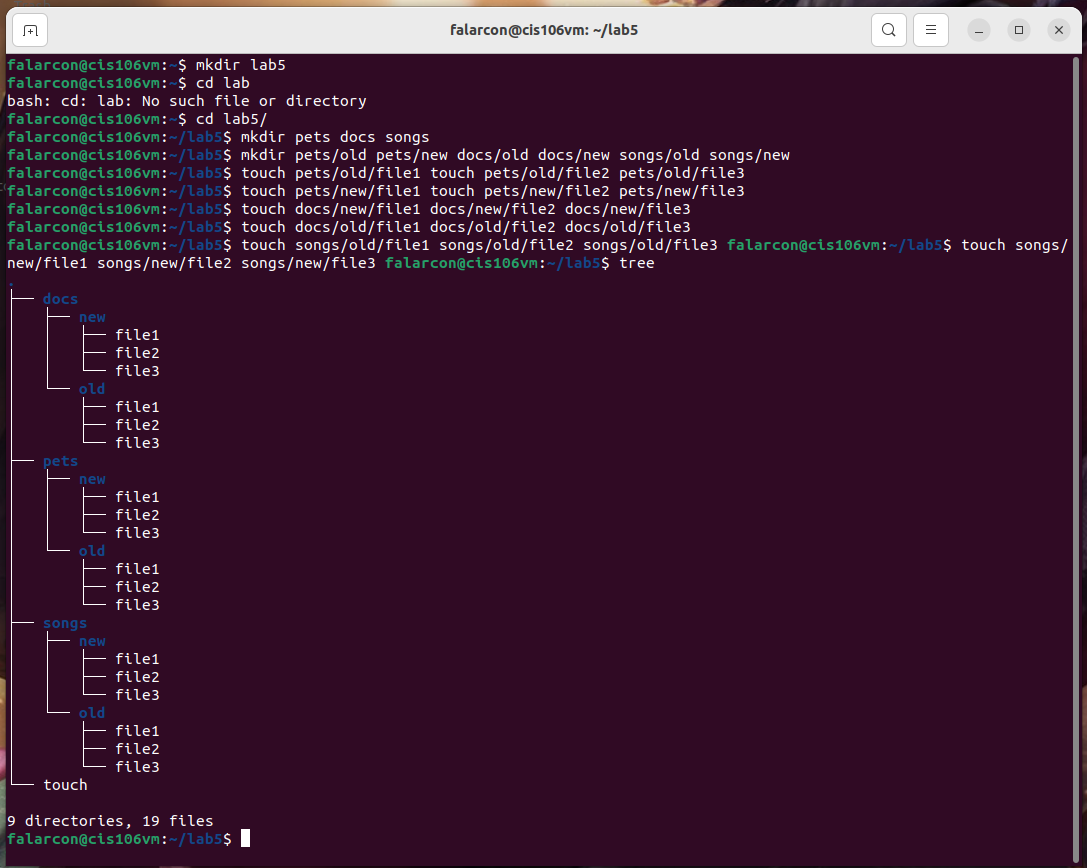 falarcon@cis106vm: ~/lab5
falarcon@cis106vm:~$ mkdir lab5
falarcon@cis106vm:~$ cd lab
bash: cd: lab: No such file or directory
falarcon@cis106vm:~$ cd lab5/
falarcon@cis106vm:~/lab5$ mkdir pets docs songs
falarcon@cis106vm:~/lab5$ mkdir pets/old pets/new docs/old docs/new songs/old songs/new
falarcon@cis106vm:~/lab5$ touch pets/old/file1 touch pets/old/file2 pets/old/file3
falarcon@cis106vm:~/lab5$ touch pets/new/file1 touch pets/new/file2 pets/new/file3
falarcon@cis106vm:~/lab5$ touch docs/new/file1 docs/new/file2 docs/new/file3
falarcon@cis106vm:~/lab5$ touch docs/old/file1 docs/old/file2 docs/old/file3
falarcon@cis106vm:~/lab5$ touch songs/old/file1 songs/old/file2 songs/old/file3 falarcon@cis106vm:~/lab5$ touch songs/
new/file1 songs/new/file2 songs/new/file3 falarcon@cis106vm:~/lab5$ tree
.
├── docs
│   ├── new
│   │   ├── file1
│   │   ├── file2
│   │   └── file3
│   └── old
│       ├── file1
│       ├── file2
│       └── file3
├── pets
│   ├── new
│   │   ├── file1
│   │   ├── file2
│   │   └── file3
│   └── old
│       ├── file1
│       ├── file2
│       └── file3
├── songs
│   ├── new
│   │   ├── file1
│   │   ├── file2
│   │   └── file3
│   └── old
│       ├── file1
│       ├── file2
│       └── file3
└── touch
9 directories, 19 files
falarcon@cis106vm:~/lab5$